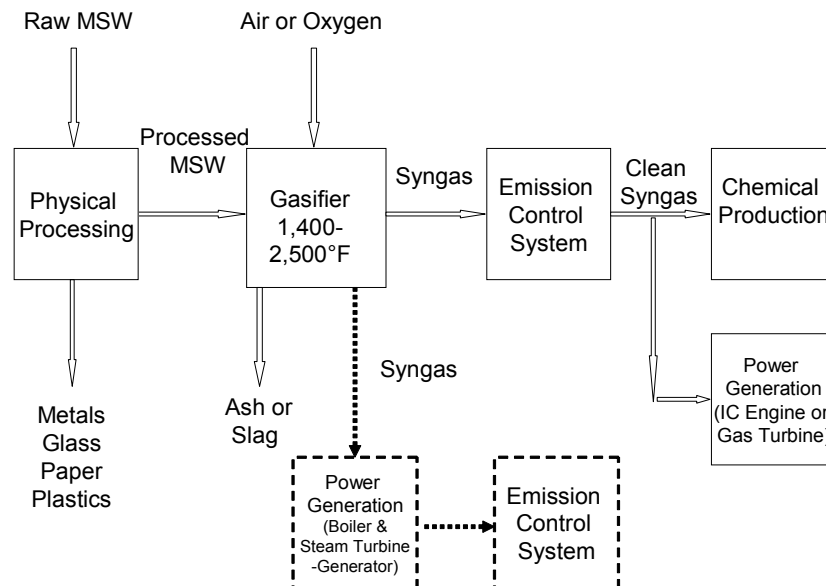 Raw MSW
Air or Oxygen
Processed
MSW
Physical
Processing
Gasifier
1,400-
2,500°F
Syngas
Emission
Control
System
Clean
Syngas
Chemical
Production
Syngas
Metals
Glass
Paper
Plastics
Ash or
Slag
Power
Generation
(IC Engine or
Gas Turbine)
Power
Generation
(Boiler &
Steam Turbine
-Generator)
Emission
Control
System